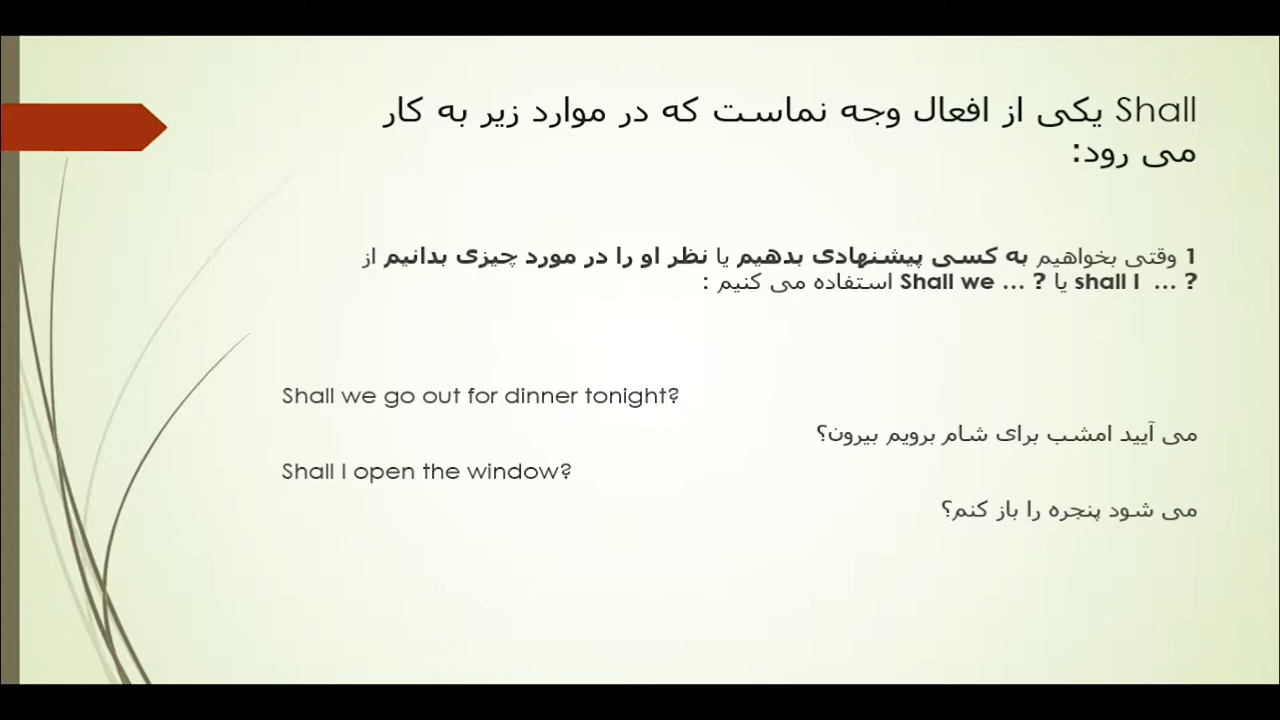 Shall یکی از افعال وجه نماست که در موارد زیر به کار
می رود:
1 وقتی بخواهیم به کسی پیشنهادی بدهیم یا نظر او را در مورد چیزی بدانیم از
shall I … ? یا Shall we … ? استفاده می کنیم :
Shall we go out for dinner tonight?
می آیید امشب برای شام برویم بیرون؟
Shall I open the window?
می شود پنجره را باز کنم؟